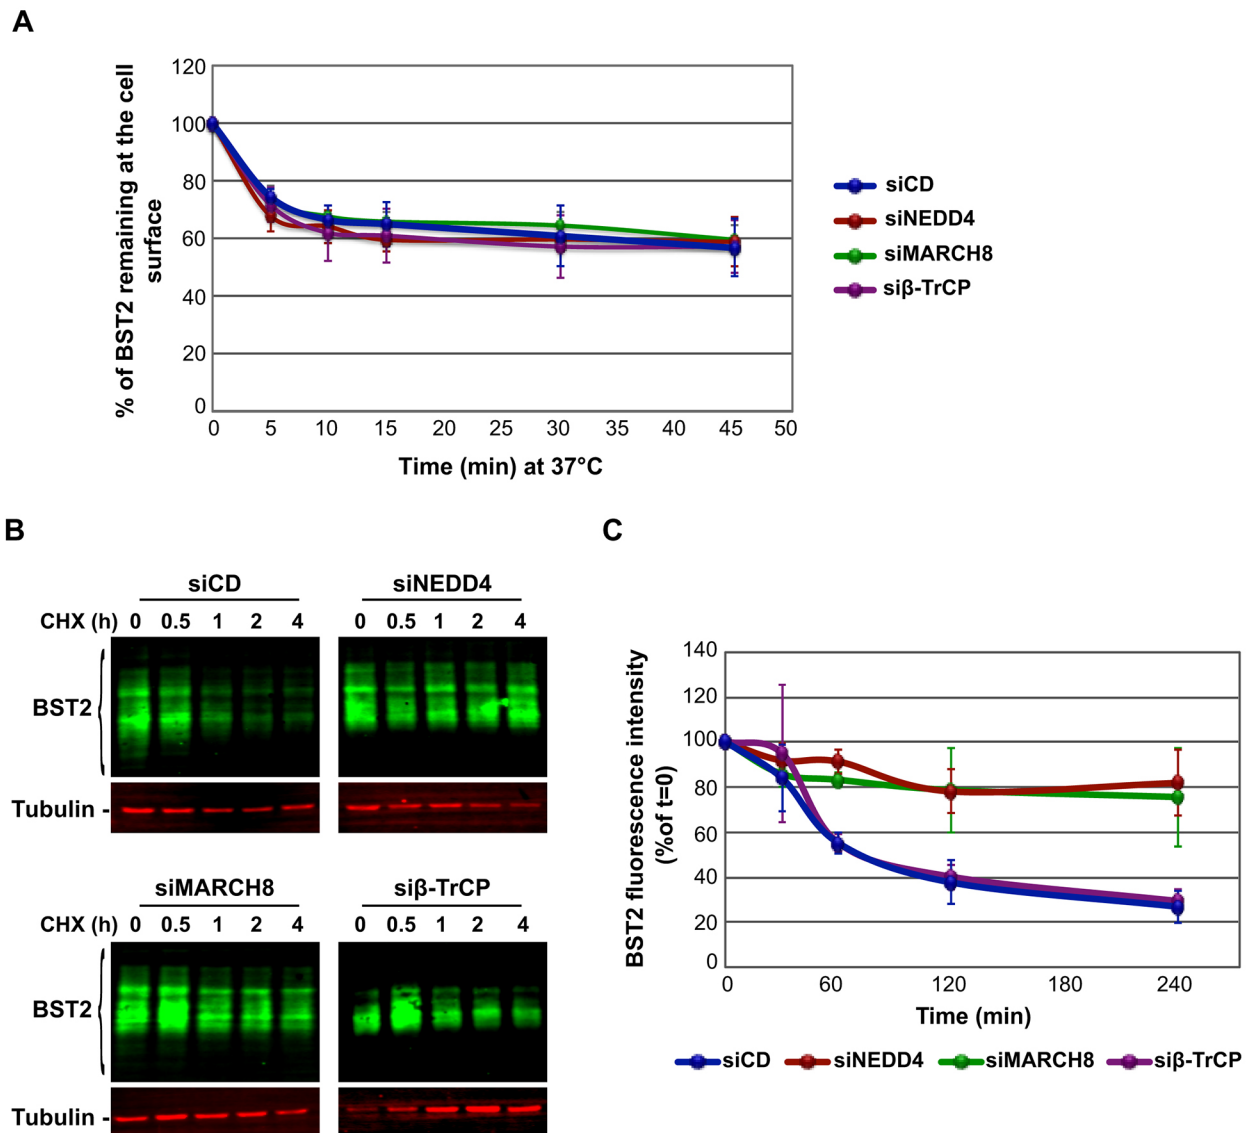 A
% of BST2 remaining at the cell
surface
120
100
80
60
40
20
0
0 5 10 15 20 25 30 35 40 45 50
Time (min) at 37°C
siCD
siNEDD4
siMARCH8
siβ-TrCP
B
siCD
siNEDD4
CHX (h) 0 0.5 1 2 4
0 0.5 1 2 4
BST2
Tubulin -
siMARCH8
siβ-TrCP
CHX (h) 0 0.5 1 2 4
0 0.5 1 2 4
BST2
Tubulin -
C
BST2 fluorescence intensity
(%of t=0)
140
120
100
80
60
40
20
0
0 60 120 180 240
Time (min)
siCD siNEDD4 siMARCH8 siβ-TrCP